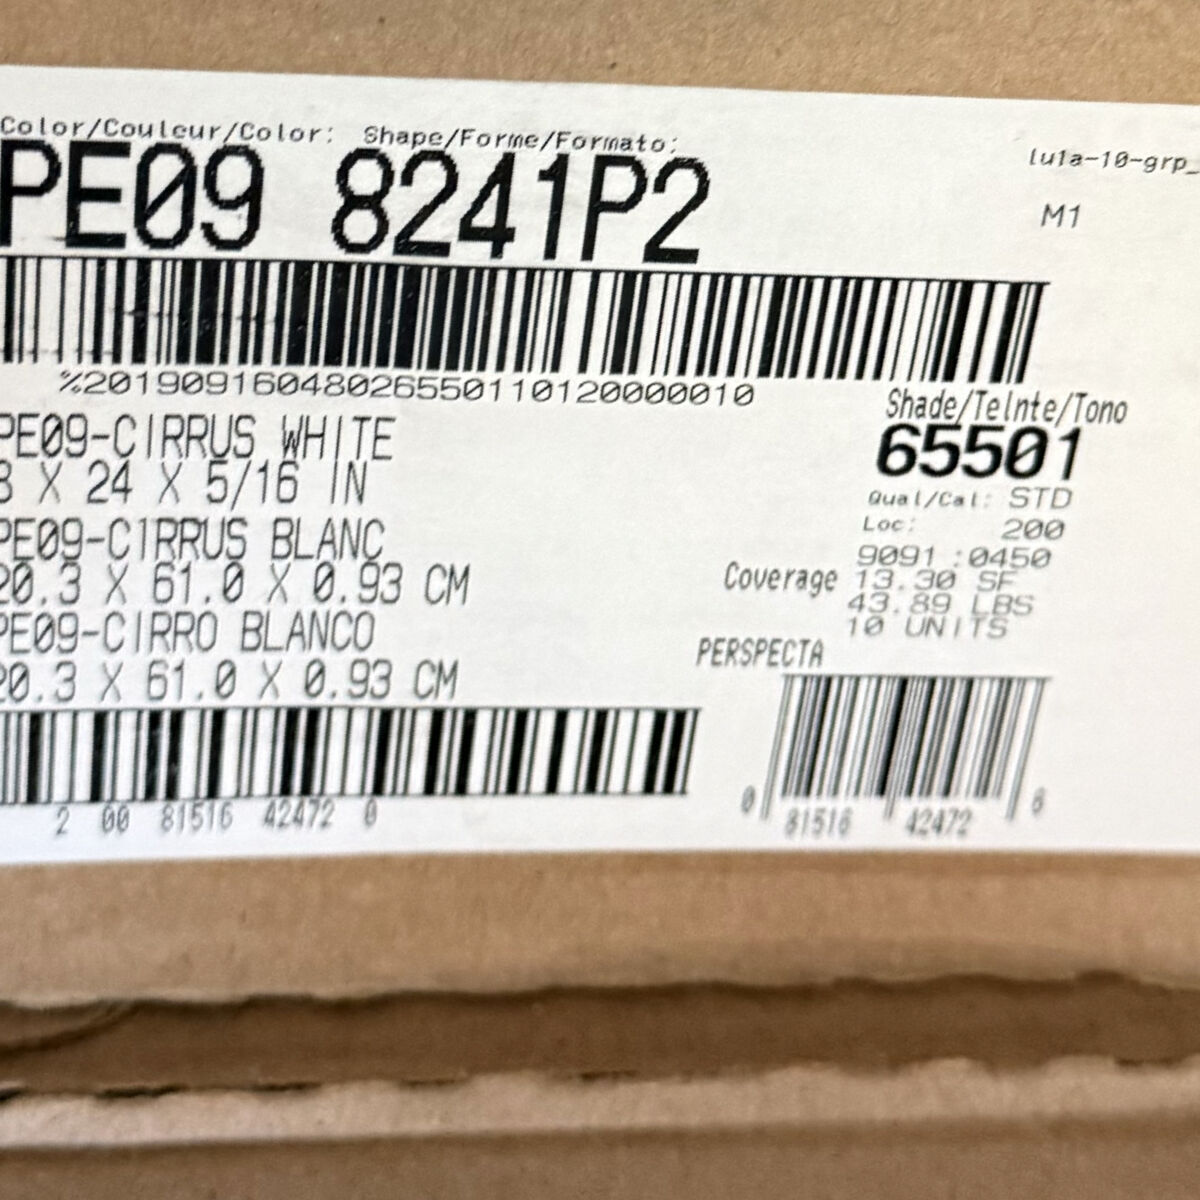 Color/Couleur/Color: Shape/Forme/Formato:
PE09 8241P2
lu1a-10-grp_
M1
%20190916048026550110120000010
PE09-CIRRUS WHITE
8 X 24 X 5/16 IN
PE09-CIRRUS BLANC
20.3 X 61.0 X 0.93 CM
PE09-CIRRO BLANCO
20.3 X 61.0 X 0.93 CM
2 00 81516 42472 0
Shade/Telnte/Tono
65501
Qual/Cal: STD
Loc: 200
9091 :0450
Coverage 13.30 SF
43.89 LBS
10 UNITS
PERSPECTA
0 81516 42472 6